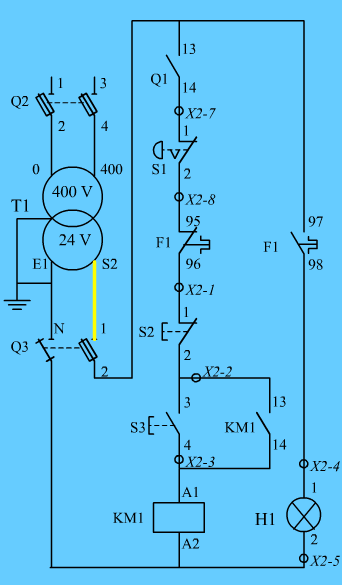 13
Q1
14
X2-7
1 3
Q2
2 4
1
S1
2
X2-8
0 400
400 V
T1
24 V
E1 S2
95
F1
96
97
F1
98
X2-1
N 1
Q3
2
1
S2
2
X2-2
3
S3
4
X2-3
13
KM1
14
X2-4
A1
KM1
A2
1
H1
2
X2-5